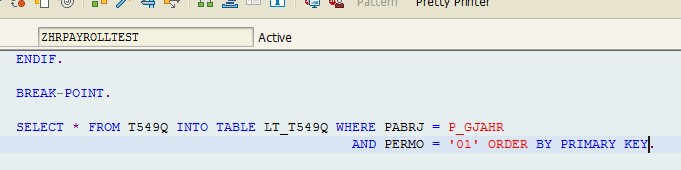 Pattern Pretty Printer
ZHRPAYROLLTEST Active
ENDIF.
BREAK-POINT.
SELECT * FROM T549Q INTO TABLE LT_T549Q WHERE PABRJ = P_GJAHR
AND PERMO = '01' ORDER BY PRIMARY KEY.